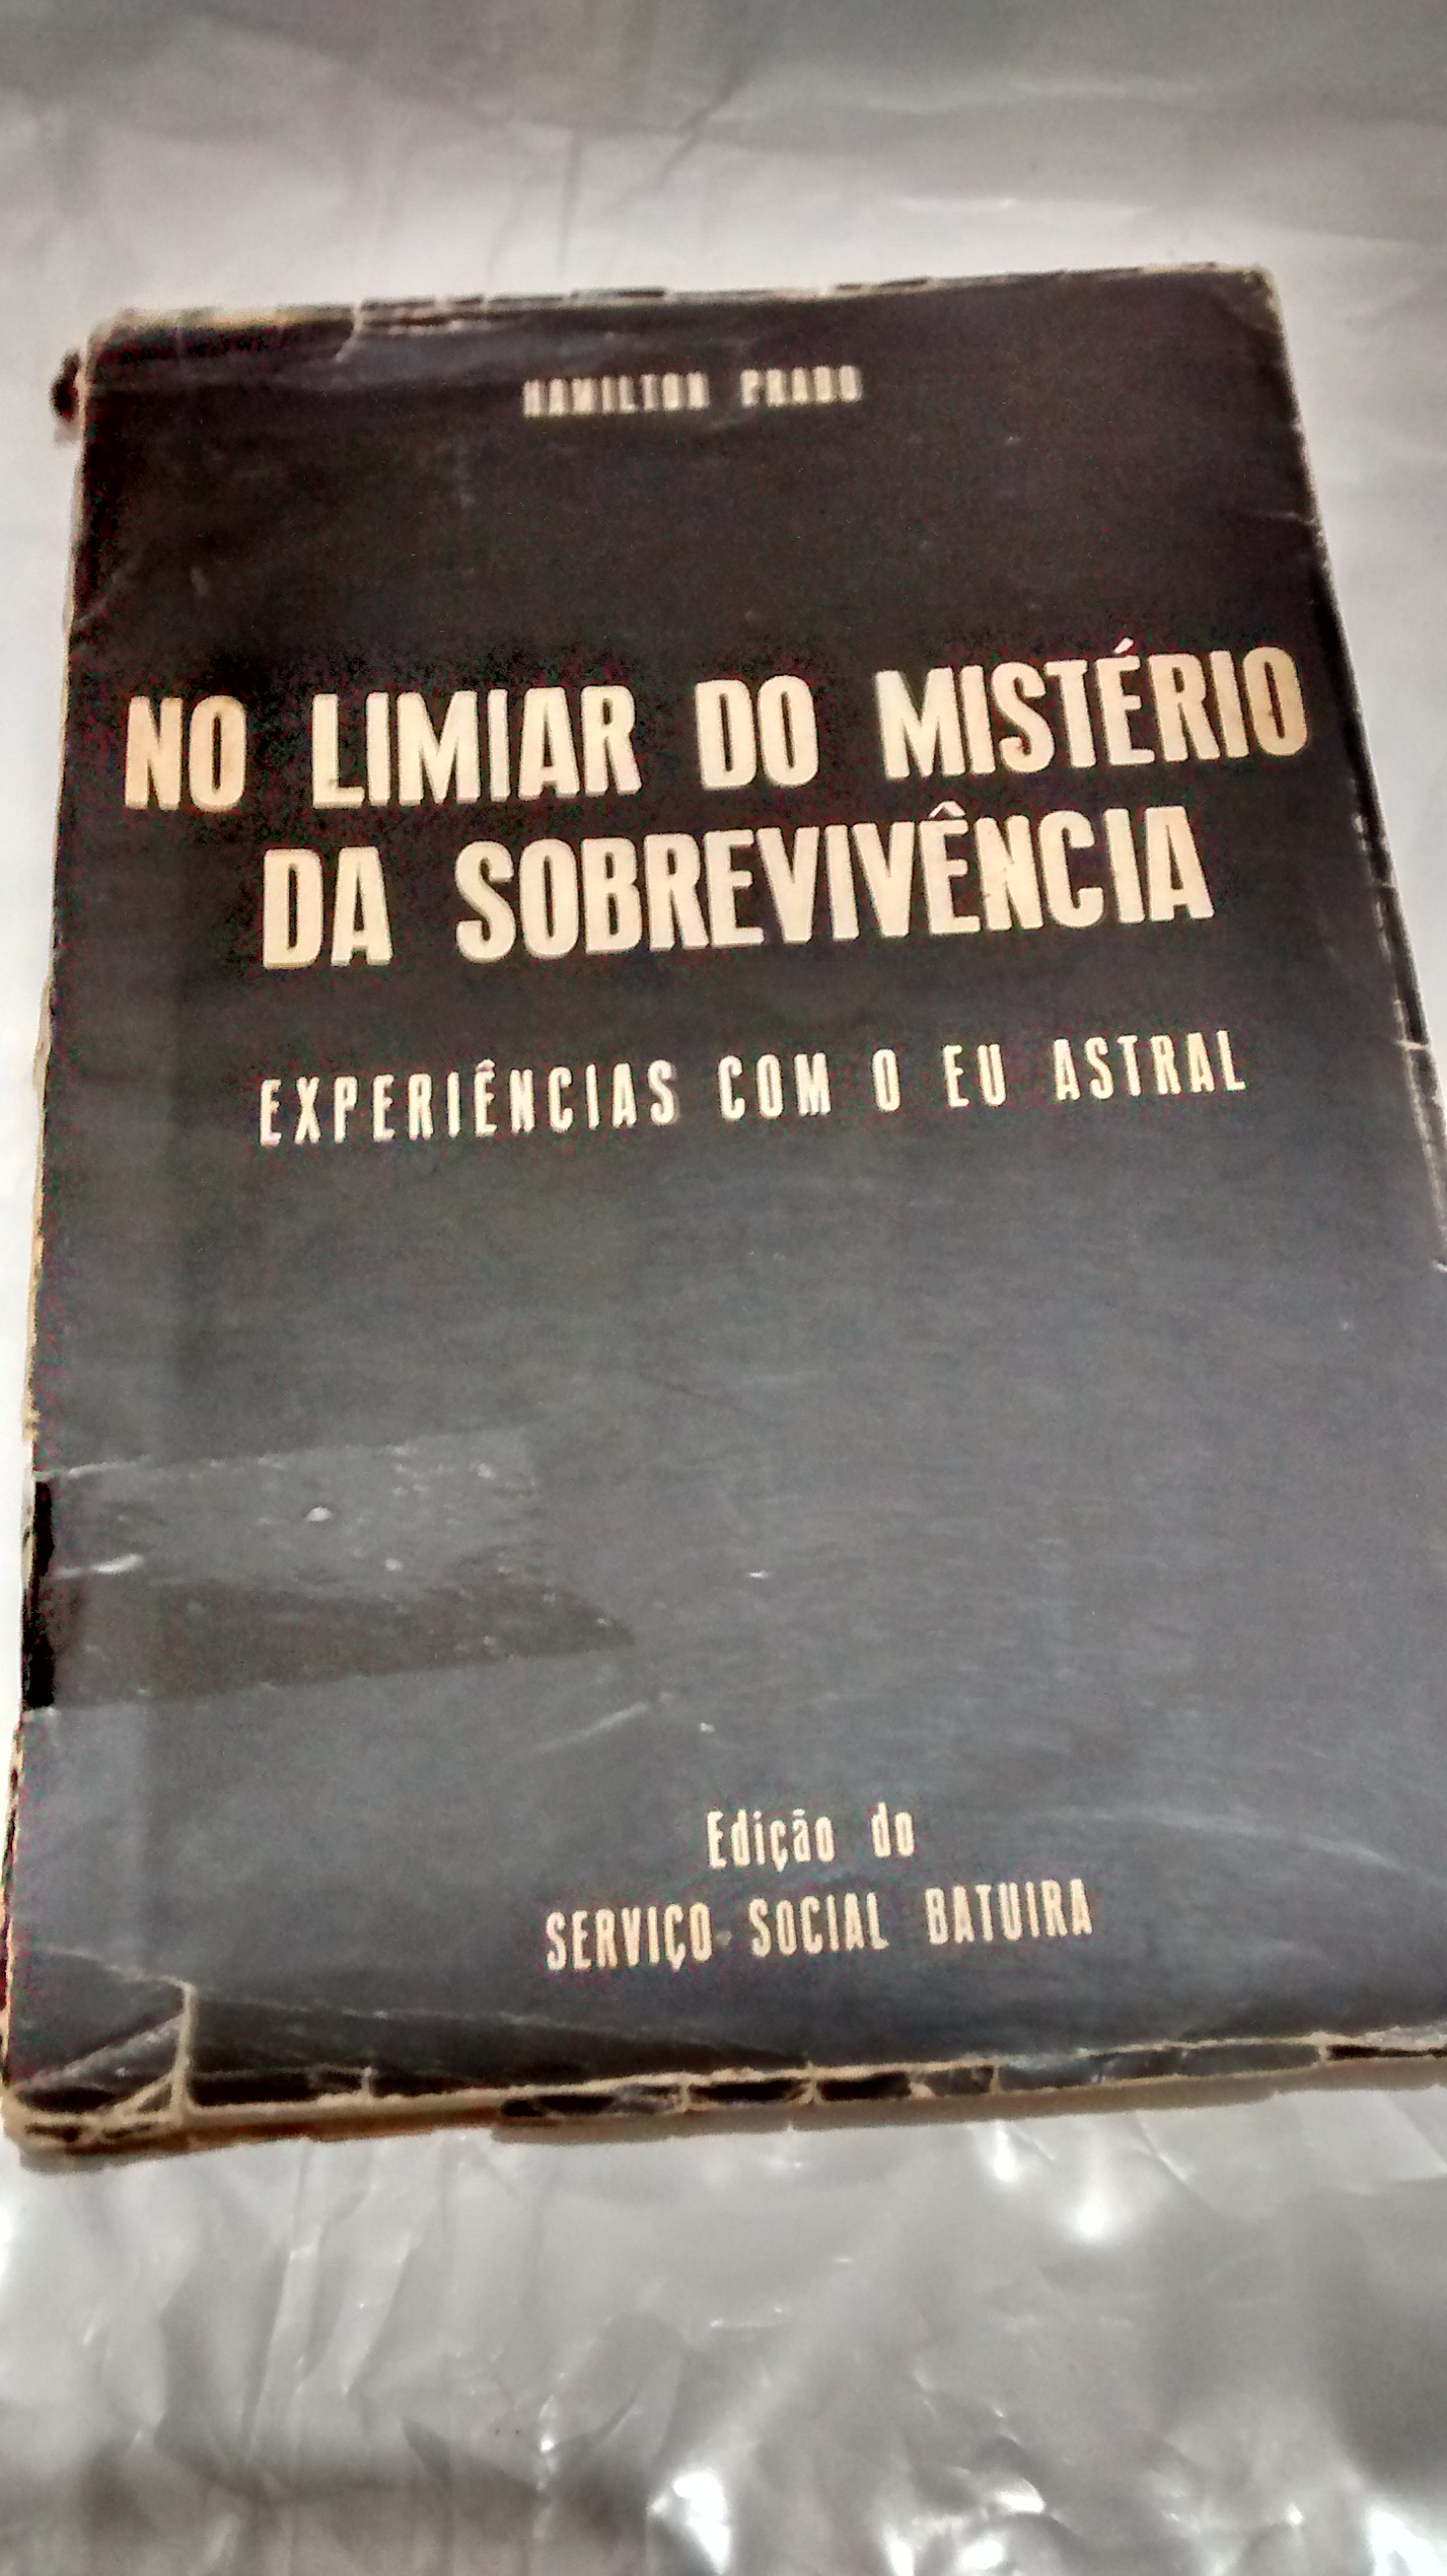 HAMILTON PRADO
NO LIMIAR DO MISTÉRIO
DA SOBREVIVÊNCIA
EXPERIÊNCIAS COM O EU ASTRAL
Edição do
SERVIÇO SOCIAL BATUIRA